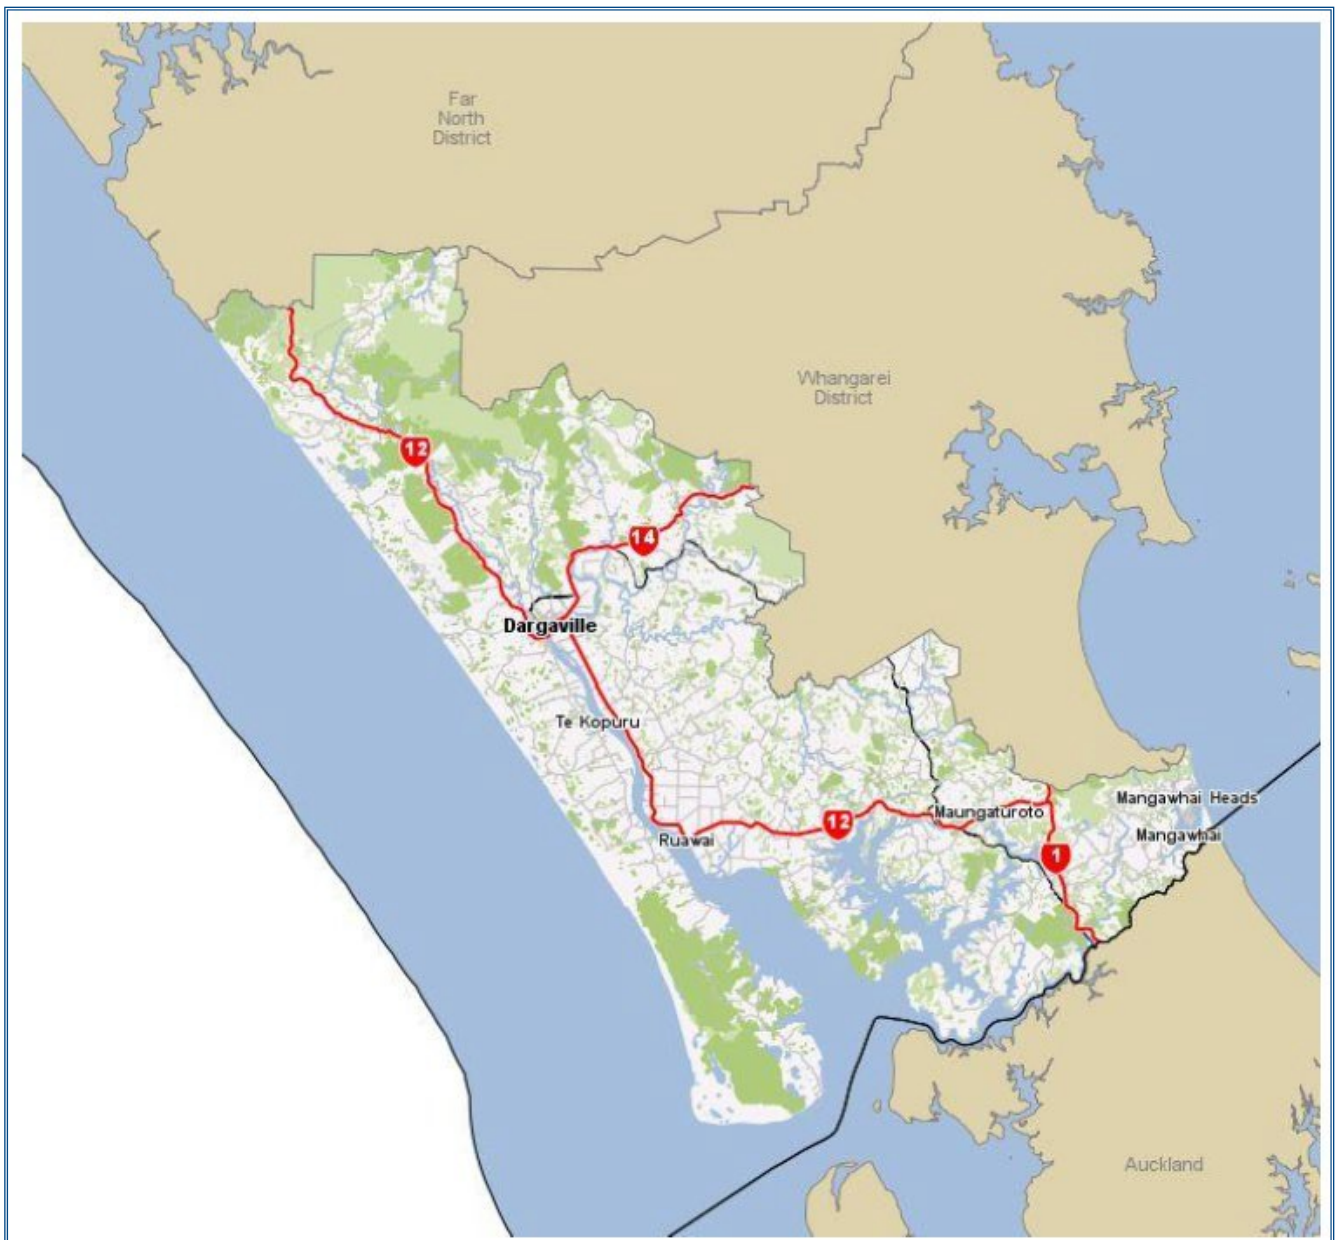 Far
North
District
Whangarei
District
12
14
Dargaville
Te Kopuru
Mangawhai Heads
Maungaturoto
12
Mangawhai
Ruawai
1
Auckland